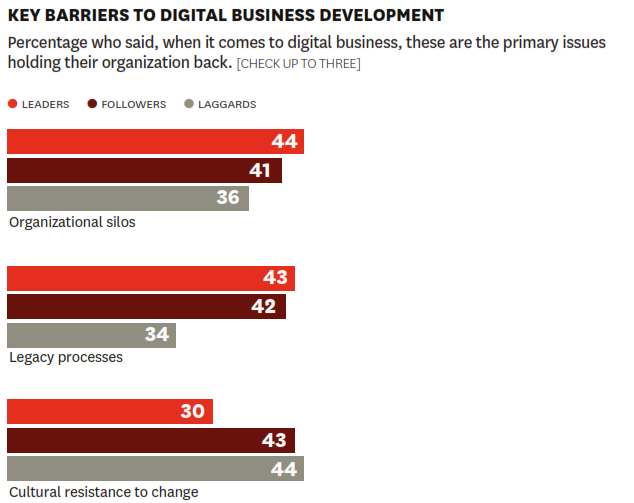 KEY BARRIERS TO DIGITAL BUSINESS DEVELOPMENT
Percentage who said, when it comes to digital business, these are the primary issues
holding their organization back. [CHECK UP TO THREE]
LEADERS FOLLOWERS LAGGARDS
44
41
36
Organizational silos
43
42
34
Legacy processes
30
43
44
Cultural resistance to change